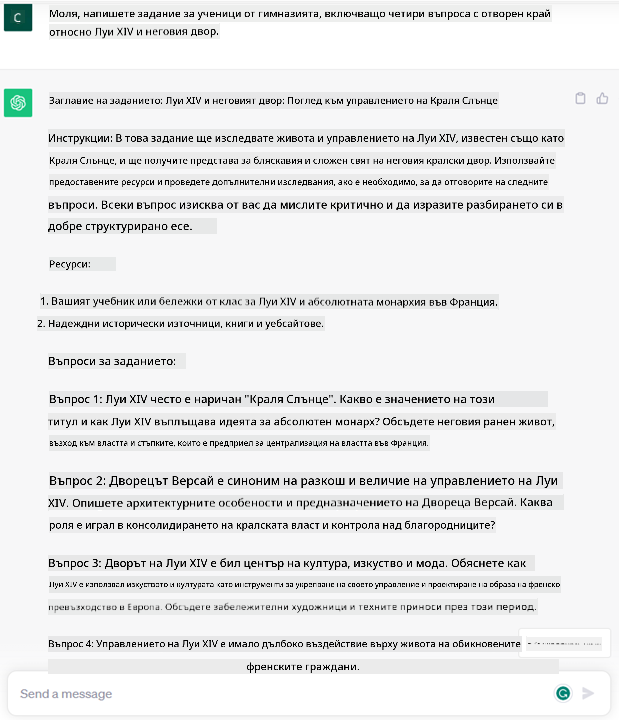 C
Моля, напишете задание за ученици от гимназията, включващо четири въпроса с отворен край
относно Луи XIV и неговия двор.
Заглавие на заданието: Луи XIV и неговият двор: Поглед към управлението на Краля Слънце
Инструкции: В това задание ще изследвате живота и управлението на Луи XIV, известен също като
Краля Слънце, и ще получите представа за бляскавия и сложен свят на неговия кралски двор. Използвайте
предоставените ресурси и проведете допълнителни изследвания, ако е необходимо, за да отговорите на следните
въпроси. Всеки въпрос изисква от вас да мислите критично и да изразите разбирането си в
добре структурирано есе.
Ресурси:
1. Вашият учебник или бележки от клас за Луи XIV и абсолютната монархия във Франция.
2. Надеждни исторически източници, книги и уебсайтове.
Въпроси за заданието:
Въпрос 1: Луи XIV често е наричан "Краля Слънце". Какво е значението на този
титул и как Луи XIV въплъщава идеята за абсолютен монарх? Обсъдете неговия ранен живот,
възход към властта и стъпките, които е предприел за централизация на властта във Франция.
Въпрос 2: Дворецът Версай е синоним на разкош и величие на управлението на Луи
XIV. Опишете архитектурните особености и предназначението на Двореца Версай. Каква
роля е играл в консолидирането на кралската власт и контрола над благородниците?
Въпрос 3: Дворът на Луи XIV е бил център на култура, изкуство и мода. Обяснете как
Луи XIV е използвал изкуството и културата като инструменти за укрепване на своето управление и проектиране на образа на френско
превъзходство в Европа. Обсъдете забележителни художници и техните приноси през този период.
Въпрос 4: Управлението на Луи XIV е имало дълбоко въздействие върху живота на обикновените
френските граждани.
Send a message